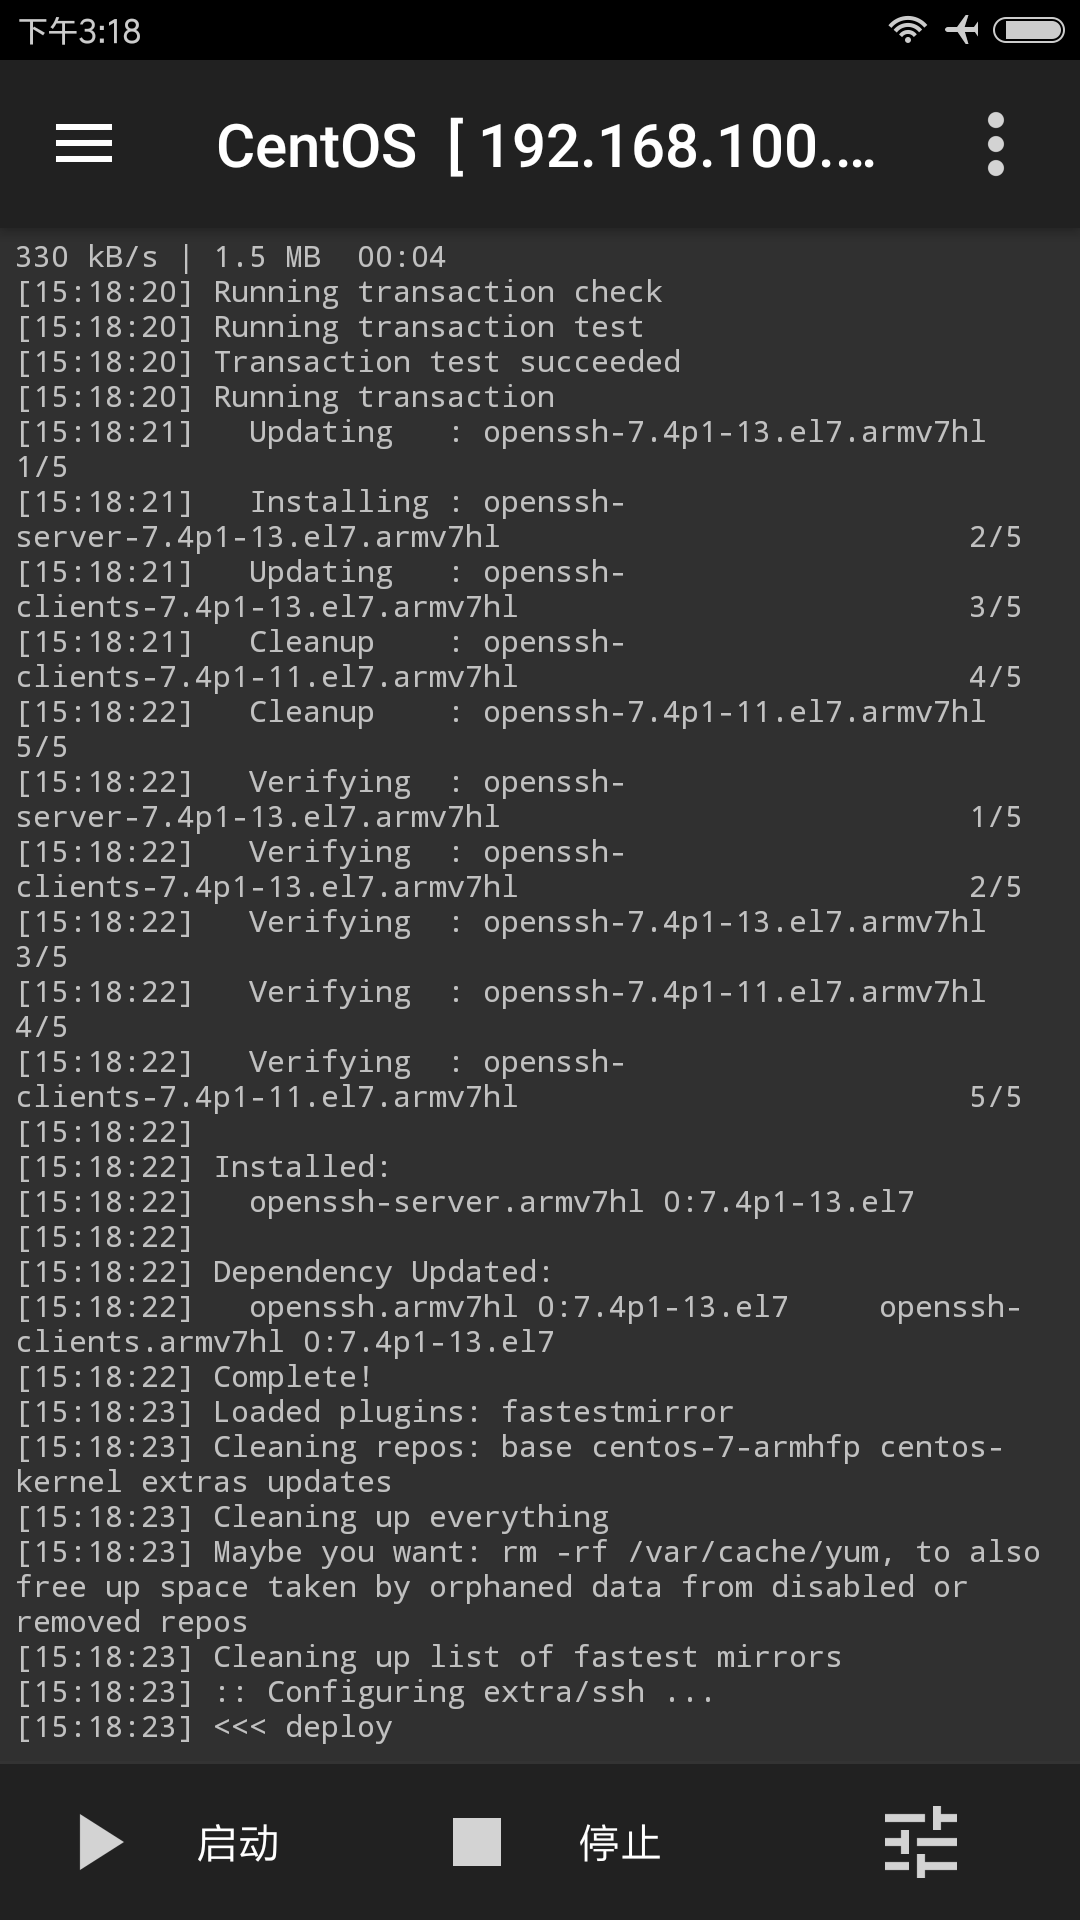 下午3:18
CentOS [ 192.168.100....
330 kB/s | 1.5 MB  00:04
[15:18:20] Running transaction check
[15:18:20] Running transaction test
[15:18:20] Transaction test succeeded
[15:18:20] Running transaction
[15:18:21]   Updating   : openssh-7.4p1-13.el7.armv7hl
1/5
[15:18:21]   Installing : openssh-
server-7.4p1-13.el7.armv7hl                          2/5
[15:18:21]   Updating   : openssh-
clients-7.4p1-13.el7.armv7hl                         3/5
[15:18:21]   Cleanup    : openssh-
clients-7.4p1-11.el7.armv7hl                         4/5
[15:18:22]   Cleanup    : openssh-7.4p1-11.el7.armv7hl
5/5
[15:18:22]   Verifying  : openssh-
server-7.4p1-13.el7.armv7hl                          1/5
[15:18:22]   Verifying  : openssh-
clients-7.4p1-13.el7.armv7hl                         2/5
[15:18:22]   Verifying  : openssh-7.4p1-13.el7.armv7hl
3/5
[15:18:22]   Verifying  : openssh-7.4p1-11.el7.armv7hl
4/5
[15:18:22]   Verifying  : openssh-
clients-7.4p1-11.el7.armv7hl                         5/5
[15:18:22]
[15:18:22] Installed:
[15:18:22]   openssh-server.armv7hl 0:7.4p1-13.el7
[15:18:22]
[15:18:22] Dependency Updated:
[15:18:22]   openssh.armv7hl 0:7.4p1-13.el7     openssh-
clients.armv7hl 0:7.4p1-13.el7
[15:18:22] Complete!
[15:18:23] Loaded plugins: fastestmirror
[15:18:23] Cleaning repos: base centos-7-armhfp centos-
kernel extras updates
[15:18:23] Cleaning up everything
[15:18:23] Maybe you want: rm -rf /var/cache/yum, to also
free up space taken by orphaned data from disabled or
removed repos
[15:18:23] Cleaning up list of fastest mirrors
[15:18:23] :: Configuring extra/ssh ...
[15:18:23] <<< deploy
启动 停止